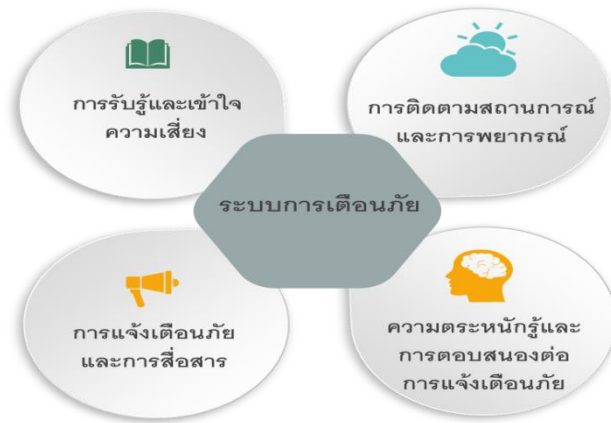 การรับรู้และเข้าใจ
ความเสี่ยง
การติดตามสถานการณ์
และการพยากรณ์
ระบบการเตือนภัย
การแจ้งเตือนภัย
และการสื่อสาร
ความตระหนักรู้และ
การตอบสนองต่อ
การแจ้งเตือนภัย